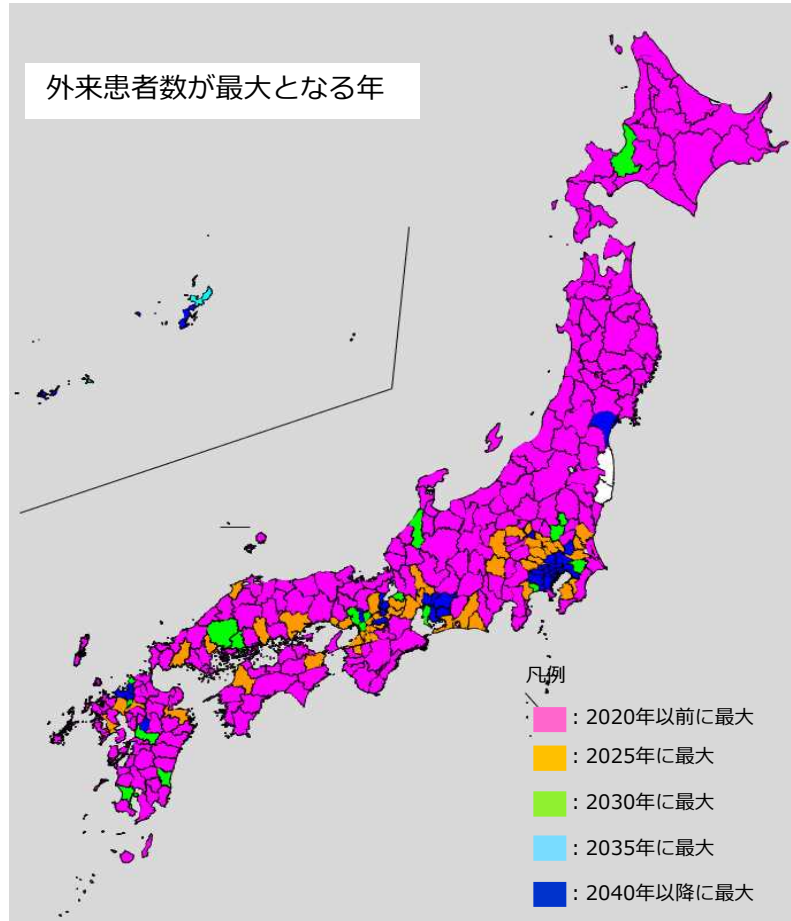 外来患者数が最大となる年
凡例
：2020年以前に最大
：2025年に最大
：2030年に最大
：2035年に最大
：2040年以降に最大